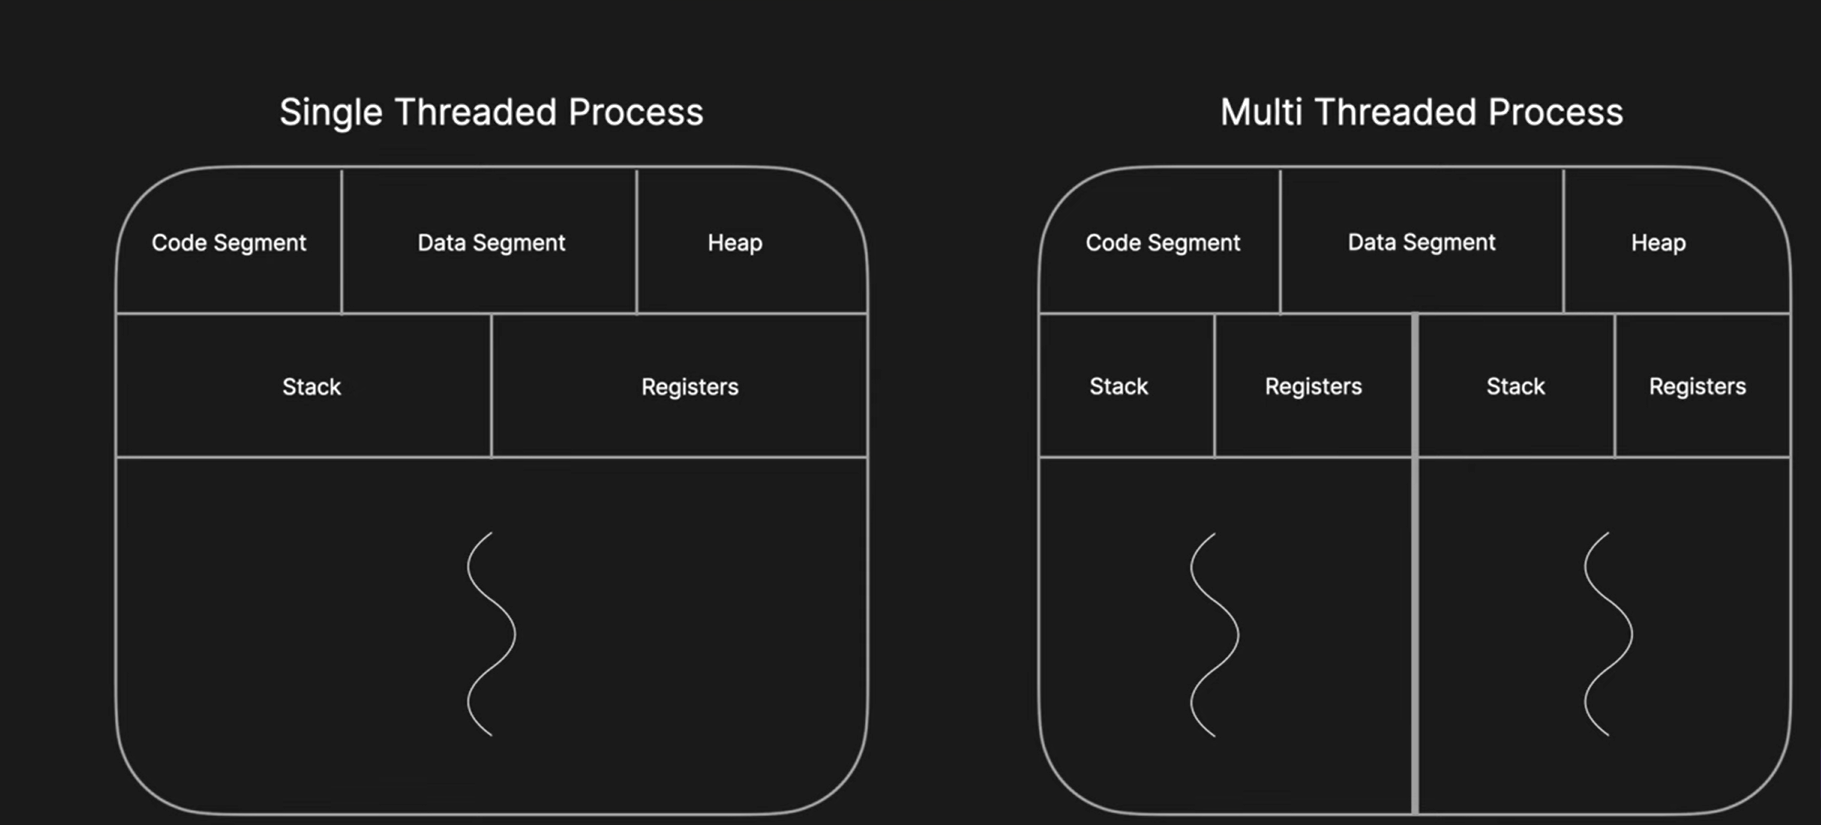 Single Threaded Process
Code Segment
Data Segment
Heap
Stack
Registers
Multi Threaded Process
Code Segment
Data Segment
Heap
Stack
Registers
Stack
Registers